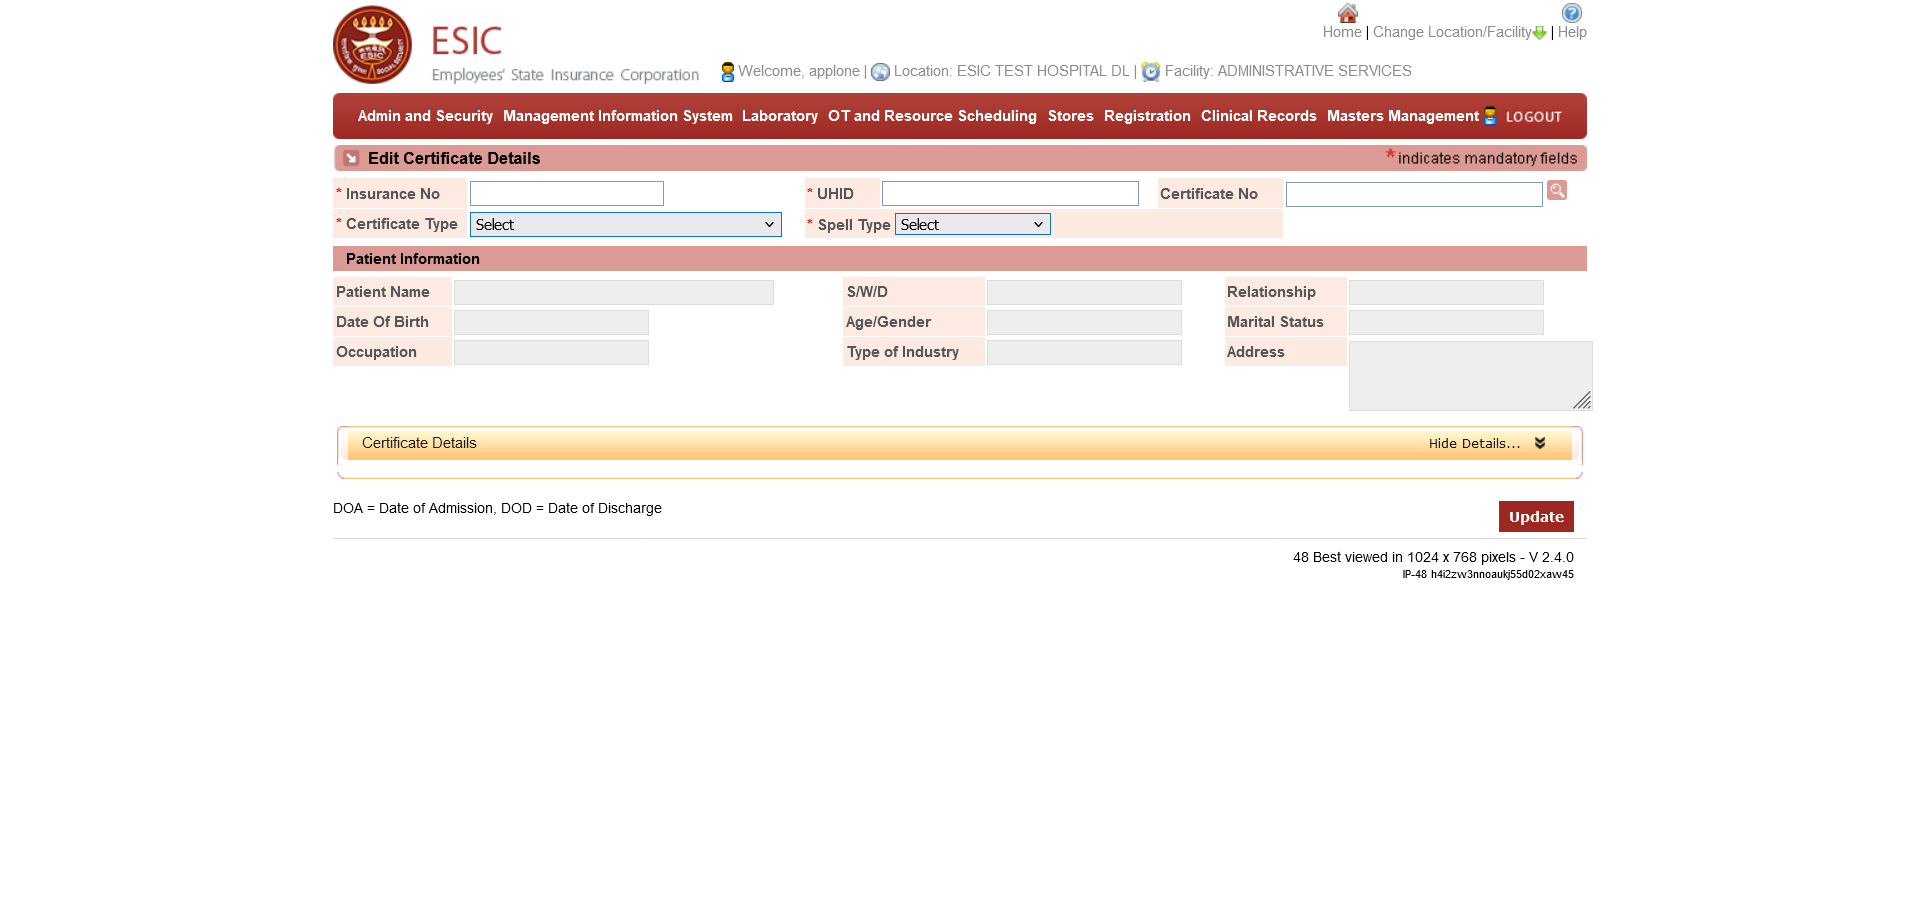 Home | Change Location/Facility | Help
ESIC
Employees' State Insurance Corporation
Welcome, applone | Location: ESIC TEST HOSPITAL DL | Facility: ADMINISTRATIVE SERVICES
Admin and Security Management Information System Laboratory OT and Resource Scheduling Stores Registration Clinical Records Masters Management LOGOUT
Edit Certificate Details * indicates mandatory fields
* Insurance No * UHID Certificate No
* Certificate Type Select * Spell Type Select
Patient Information
Patient Name S/W/D Relationship
Date Of Birth Age/Gender Marital Status
Occupation Type of Industry Address
Certificate Details Hide Details...
DOA = Date of Admission, DOD = Date of Discharge
Update
48 Best viewed in 1024 x 768 pixels - V 2.4.0
IP-48 h4i2zw3nnoaukj55d02xaw45